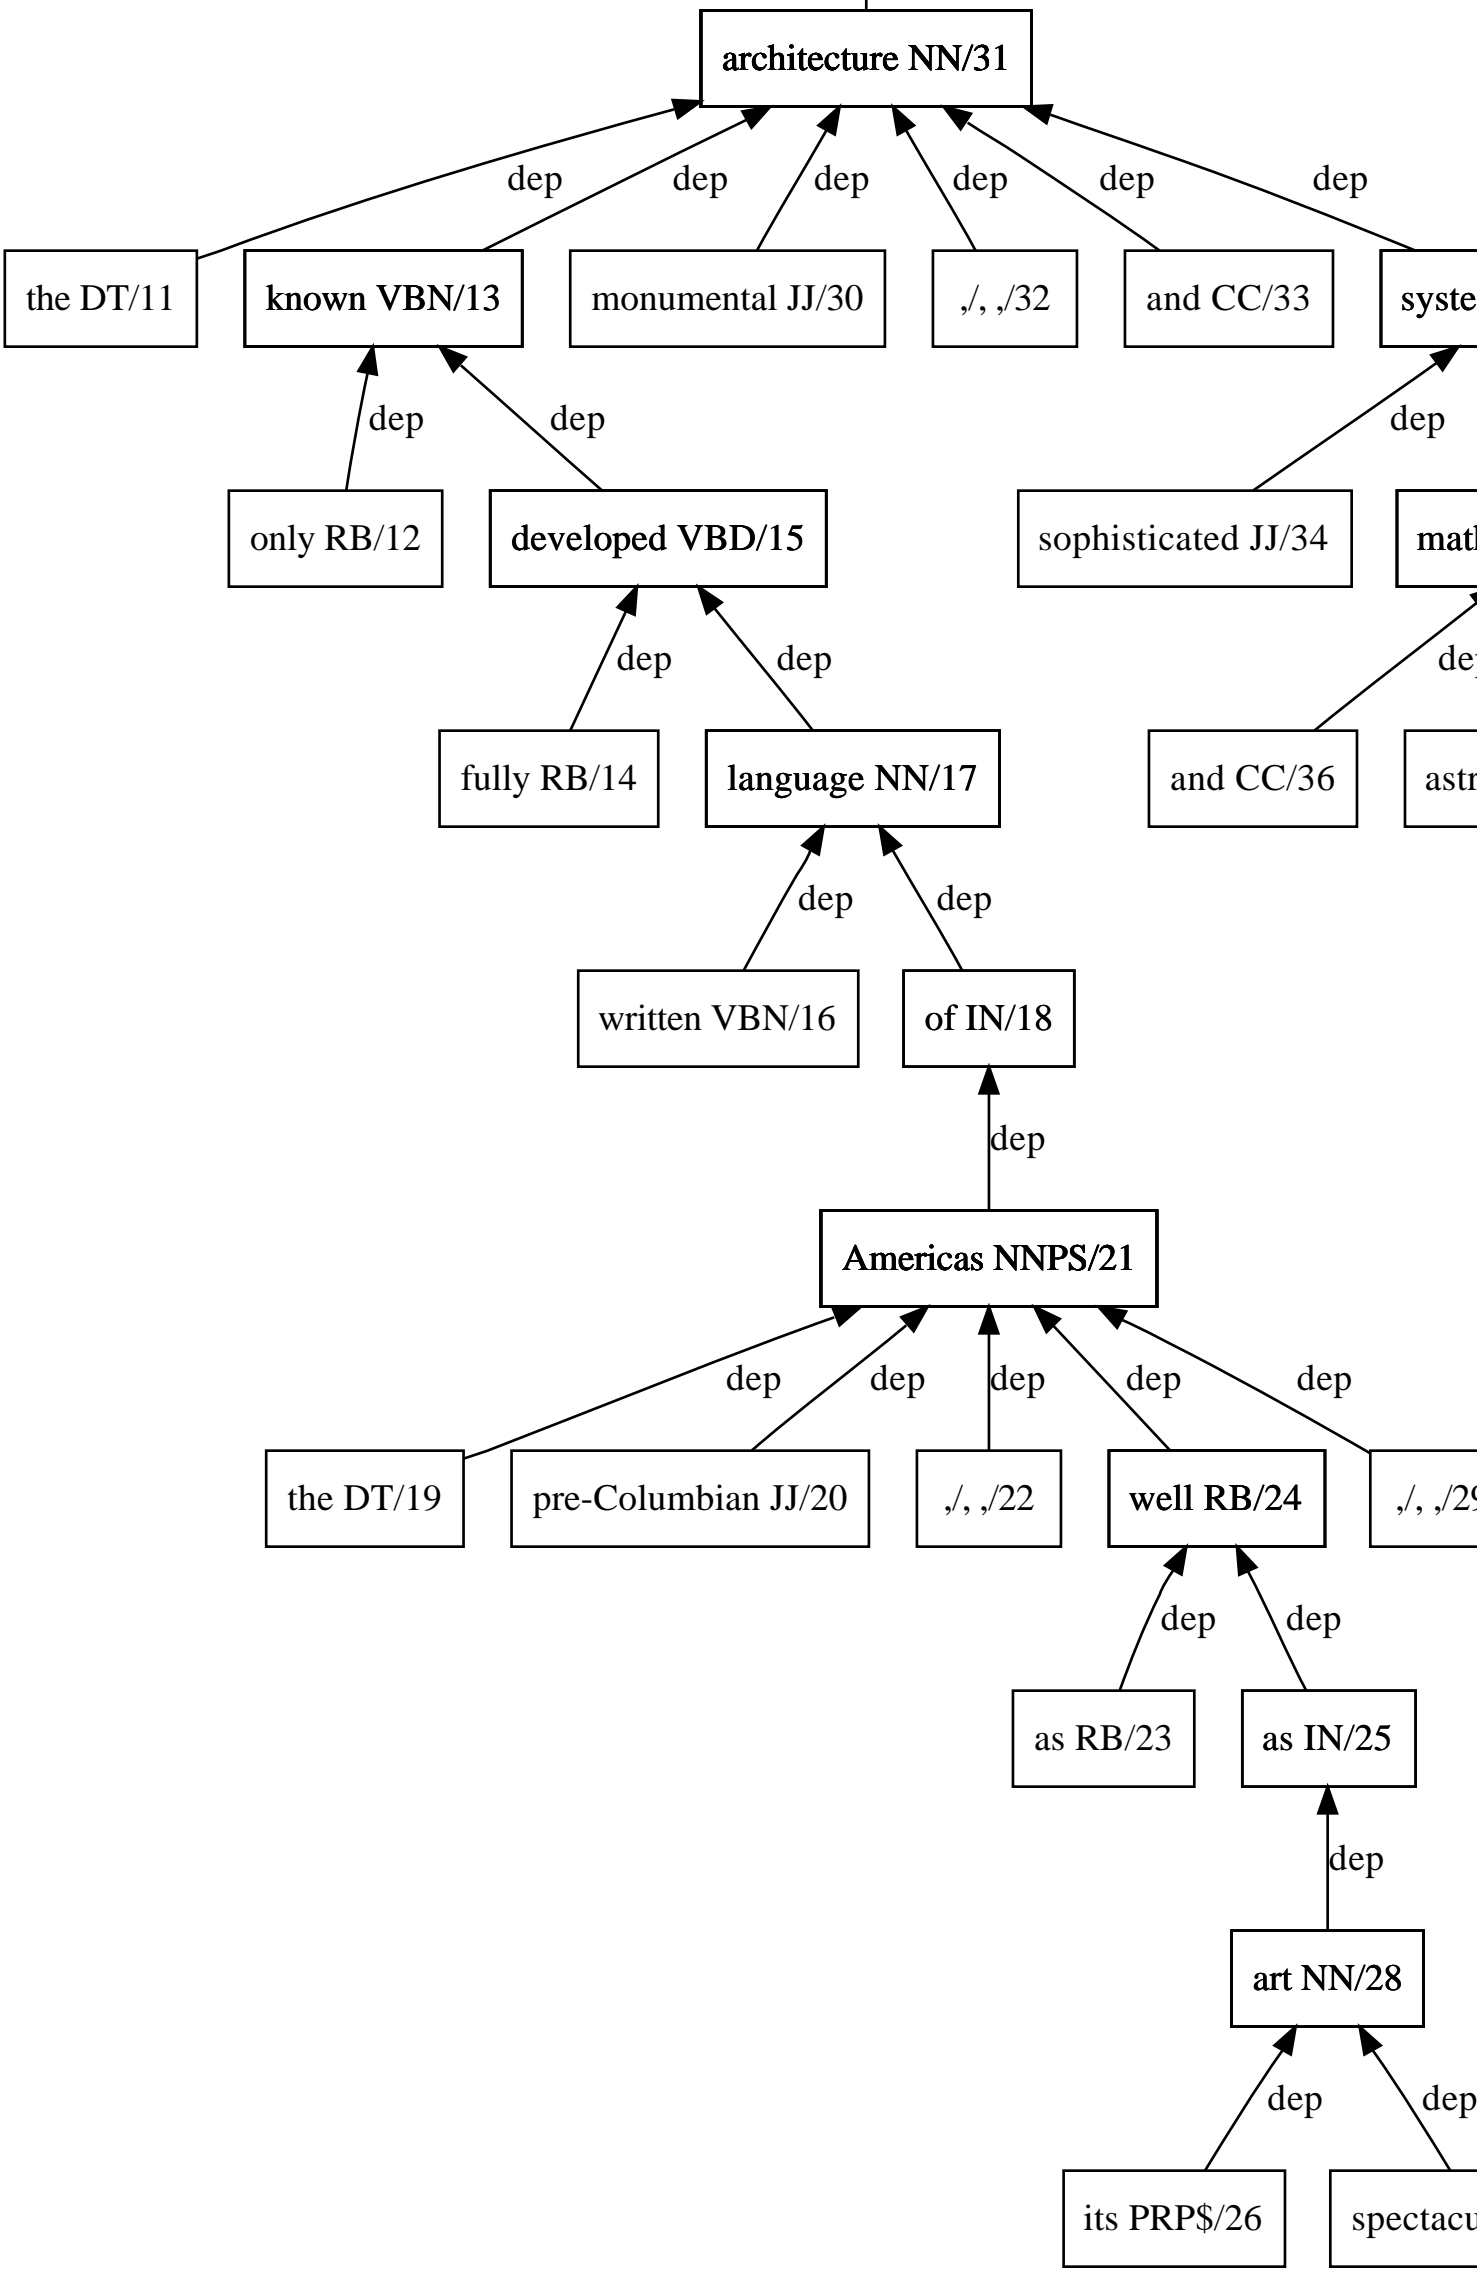 architecture NN/31
dep dep dep dep dep dep
the DT/11 known VBN/13 monumental JJ/30 ,/, ,/32 and CC/33
dep dep dep
only RB/12 developed VBD/15 sophisticated JJ/34
dep dep
fully RB/14 language NN/17 and CC/36
dep dep
written VBN/16 of IN/18
dep
Americas NNPS/21
dep dep dep dep dep
the DT/19 pre-Columbian JJ/20 ,/, ,/22 well RB/24 ,/, ,/29
dep dep
as RB/23 as IN/25
dep
art NN/28
dep dep
its PRP$/26